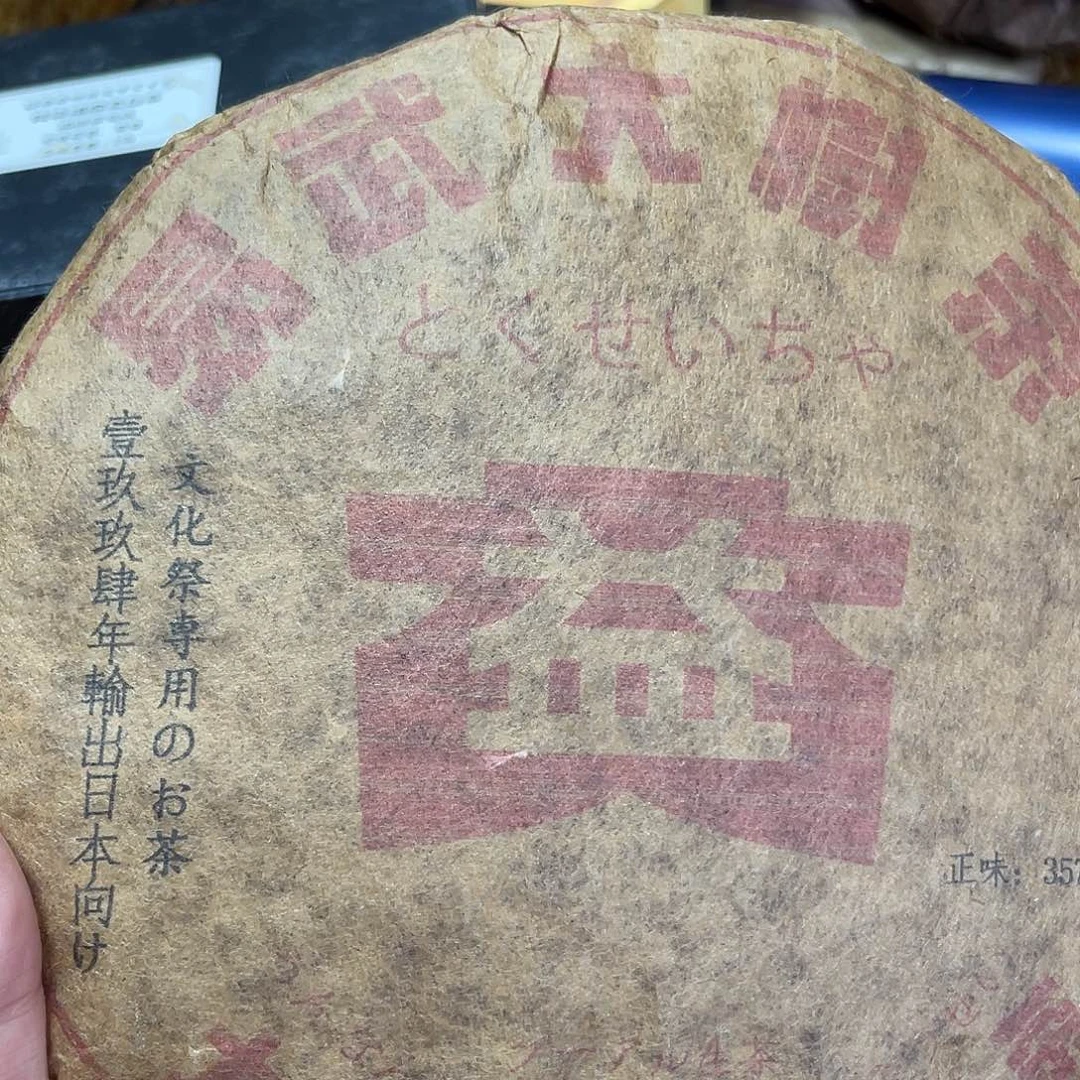 易武大樹茶
とくせいちゃ
文化祭専用のお茶
壹玖玖肆年輸出日本向け
益
正味：357